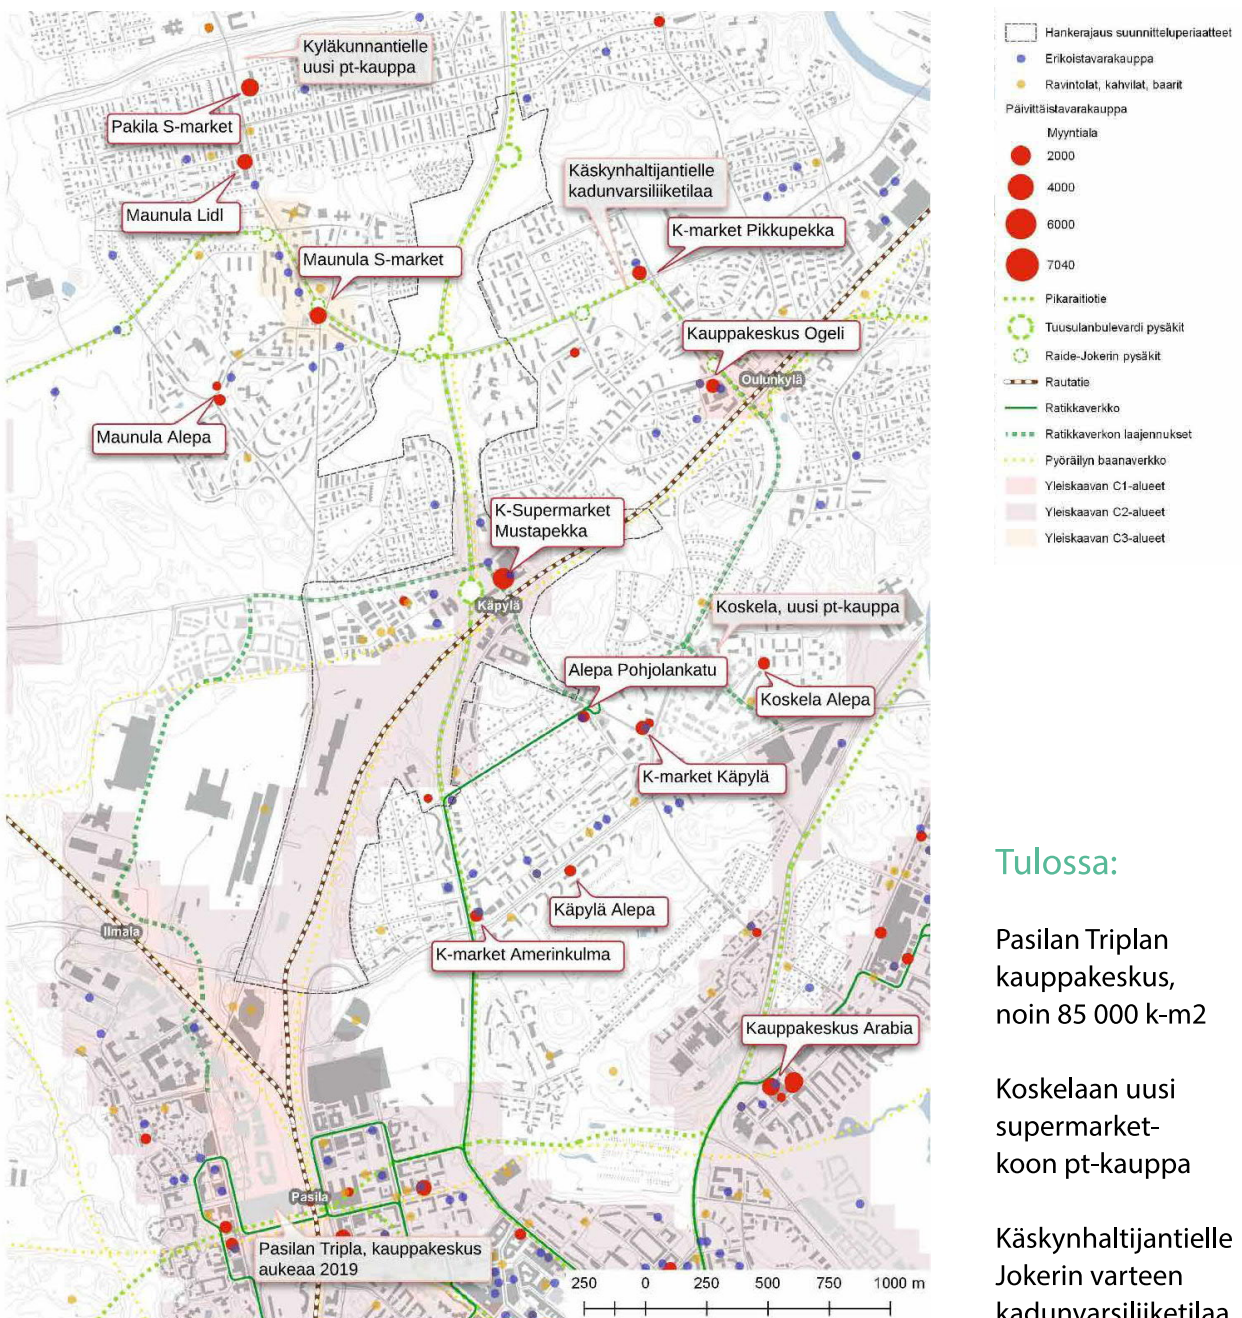 Kyläkunnantielle
uusi pt-kauppa
Pakila S-market
Maunula Lidl
Maunula S-market
Maunula Alepa
Käskynhaltijantielle
kadunvarsiliiketilaa
K-market Pikkupekka
Kauppakeskus Ogeli
Oulunkylä
K-Supermarket
Mustapekka
Käpylä
Koskela, uusi pt-kauppa
Alepa Pohjolankatu
Koskela Alepa
K-market Käpylä
Käpylä Alepa
K-market Amerinkulma
Ilmala
Kauppakeskus Arabia
Pasila
Pasilan Tripla, kauppakeskus
aukeaa 2019
250 0 250 500 750 1000 m
Hankerajaus suunnitteluperiaatteet
Erikoistavarakauppa
Ravintolat, kahvilat, baarit
Päivittäistavarakauppa
Myyntiala
2000
4000
6000
7040
Pikaraitiotie
Tuusulanbulevardi pysäkit
Raide-Jokerin pysäkit
Rautatie
Ratikkaverkko
Ratikkaverkon laajennukset
Pyöräilyn baanaverkko
Yleiskaavan C1-alueet
Yleiskaavan C2-alueet
Yleiskaavan C3-alueet
Tulossa:
Pasilan Triplan
kauppakeskus,
noin 85 000 k-m2
Koskelaan uusi
supermarket-
koon pt-kauppa
Käskynhaltijantielle
Jokerin varteen
kadunvarsiliiketilaa